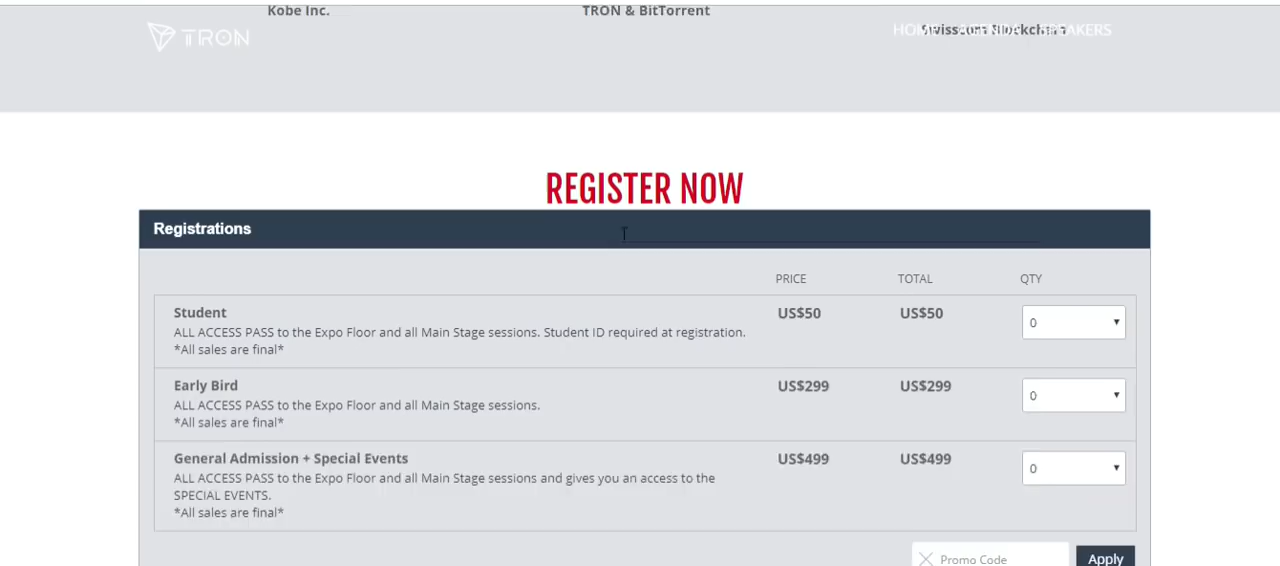 Kobe Inc.
TRON & BitTorrent
TRON
HOME AGENDA SPEAKERS
REGISTER NOW
Registrations
PRICE TOTAL QTY
Student US$50 US$50 0
ALL ACCESS PASS to the Expo Floor and all Main Stage sessions. Student ID required at registration.
*All sales are final*
Early Bird US$299 US$299 0
ALL ACCESS PASS to the Expo Floor and all Main Stage sessions.
*All sales are final*
General Admission + Special Events US$499 US$499 0
ALL ACCESS PASS to the Expo Floor and all Main Stage sessions and gives you an access to the
SPECIAL EVENTS.
*All sales are final*
Promo Code Apply